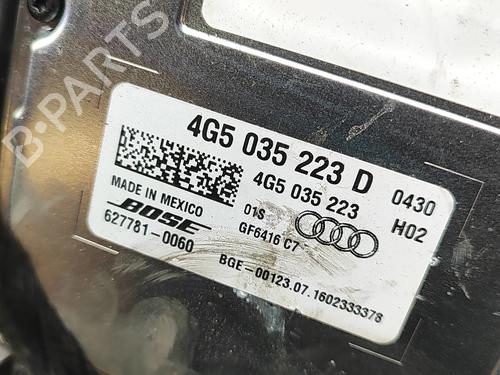 B-PARTS
4G5 035 223 D 0430
4G5 035 223
MADE IN MEXICO 01S H02
BOSE GF6416 C7
627781-0060
BGE-00123.07.1602333378